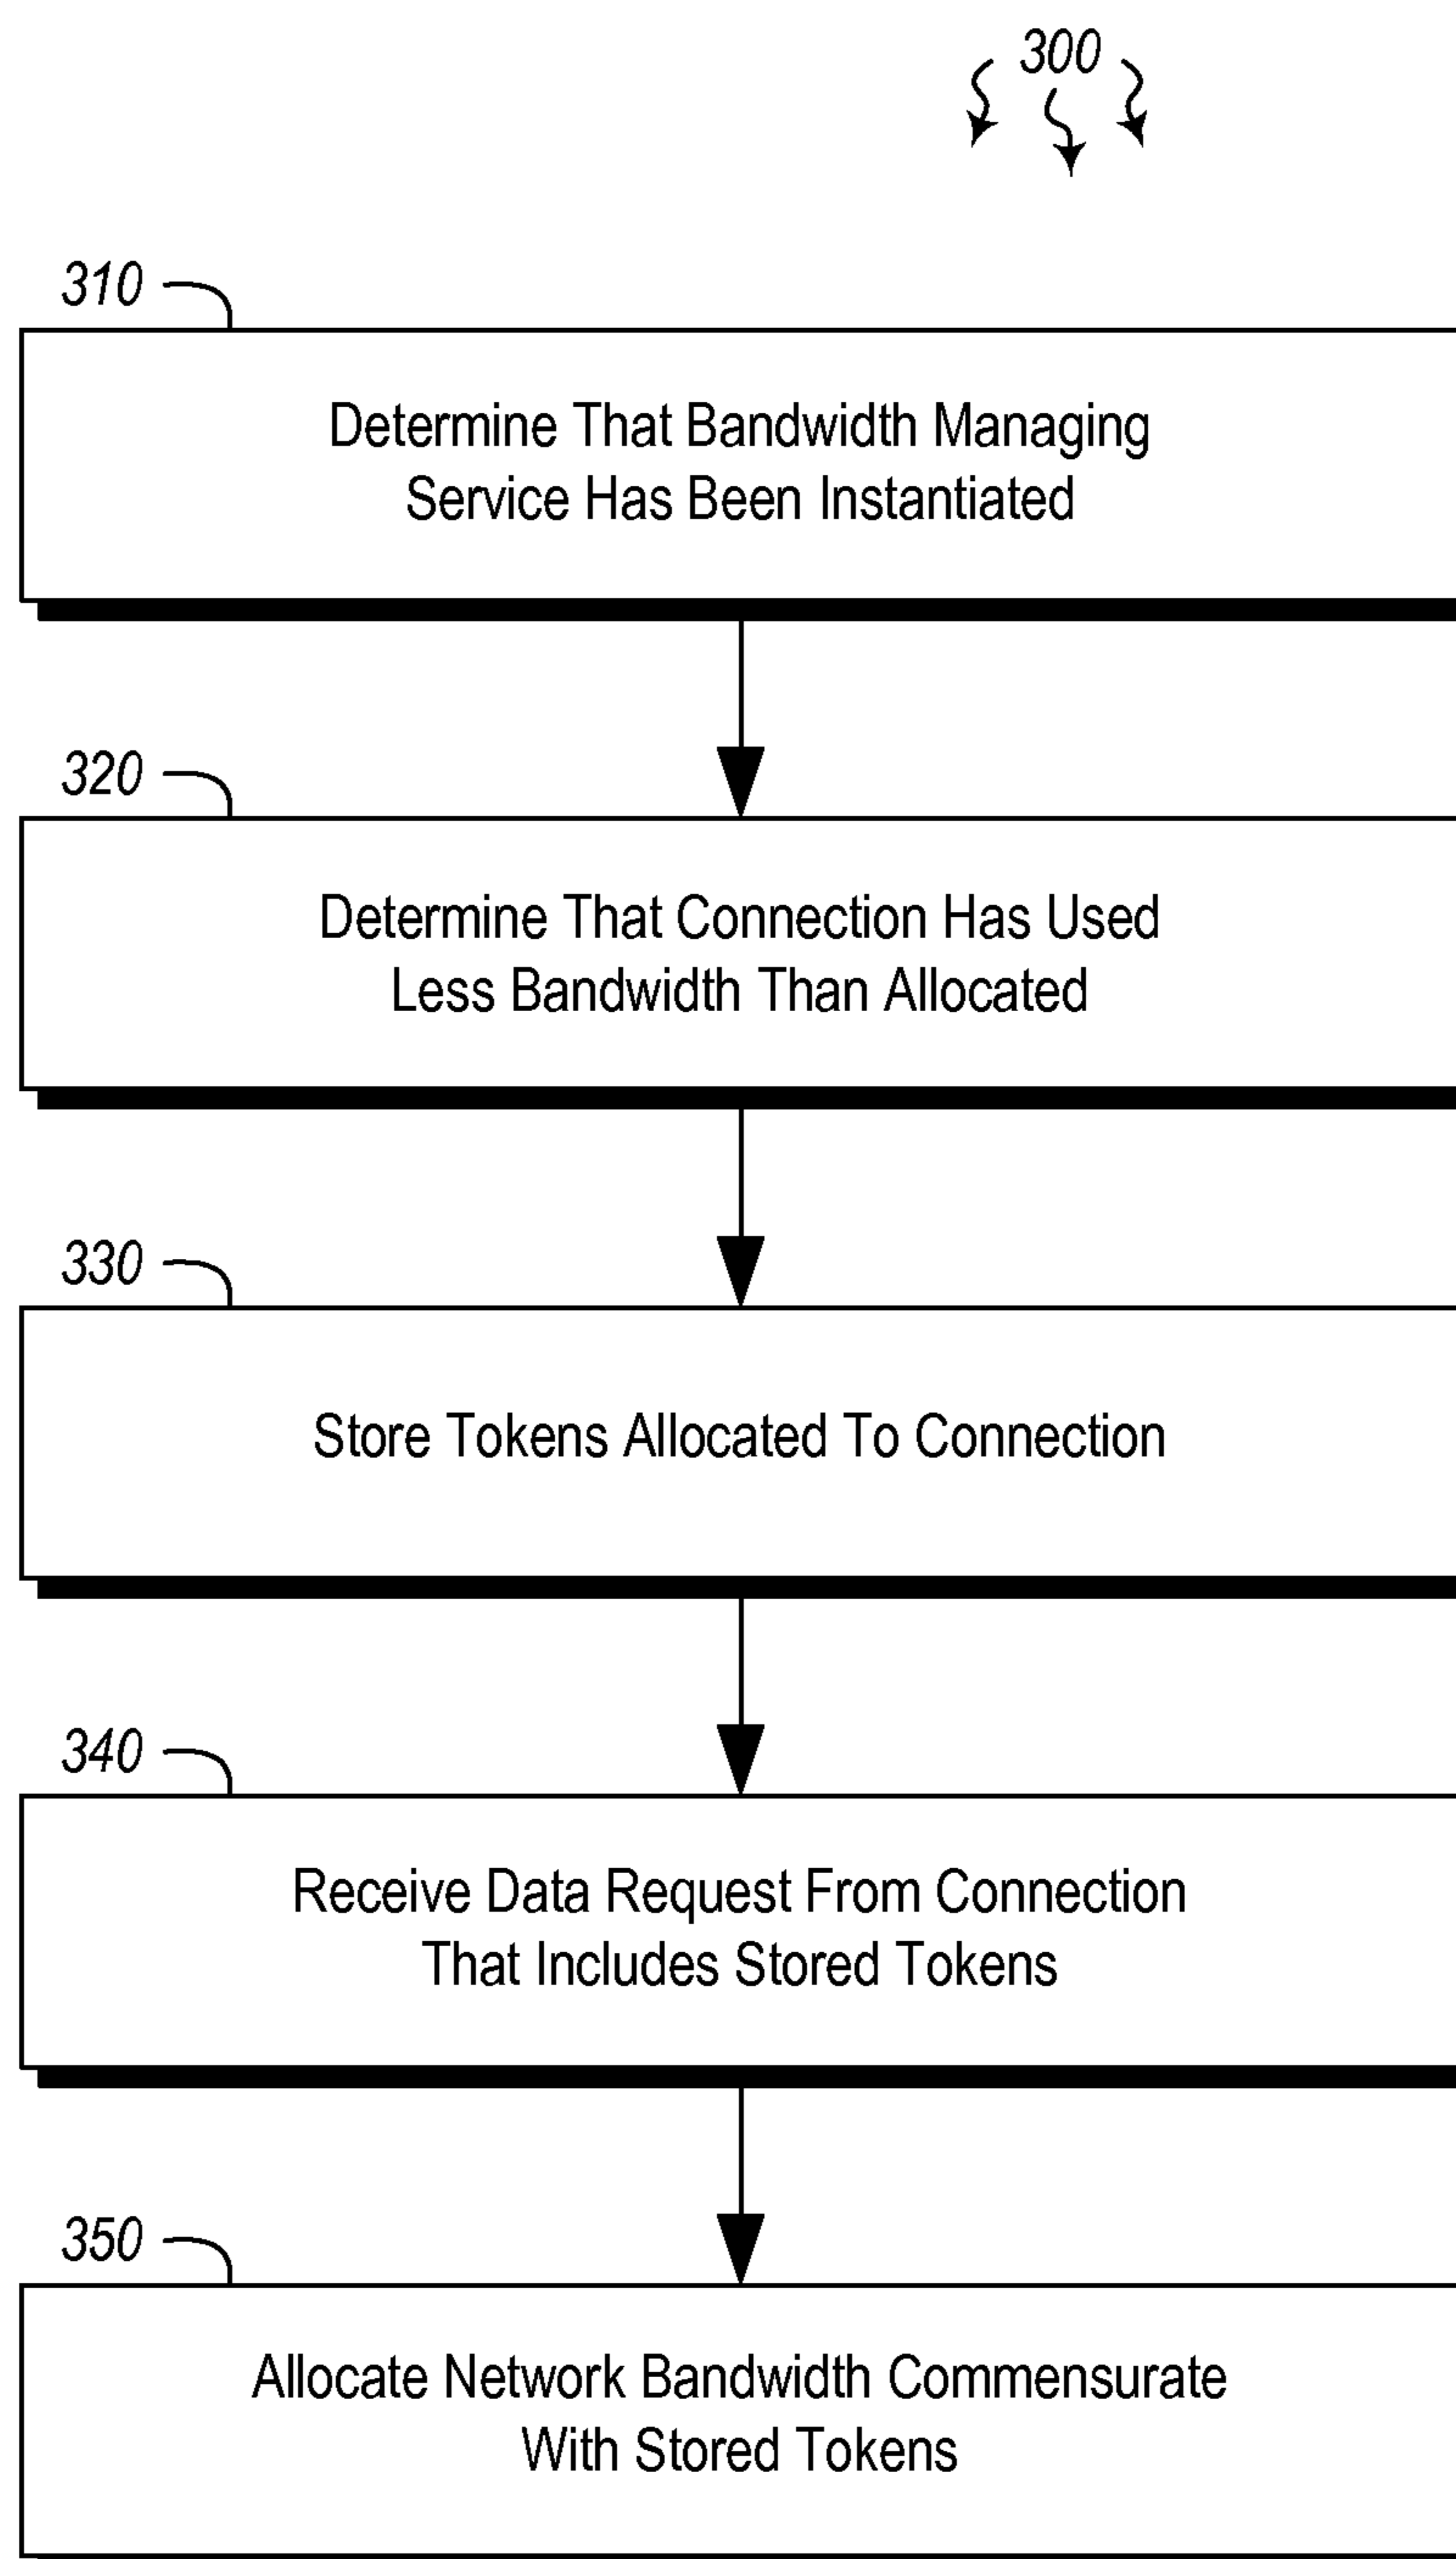 300
310
Determine That Bandwidth Managing
Service Has Been Instantiated
320
Determine That Connection Has Used
Less Bandwidth Than Allocated
330
Store Tokens Allocated To Connection
340
Receive Data Request From Connection
That Includes Stored Tokens
350
Allocate Network Bandwidth Commensurate
With Stored Tokens